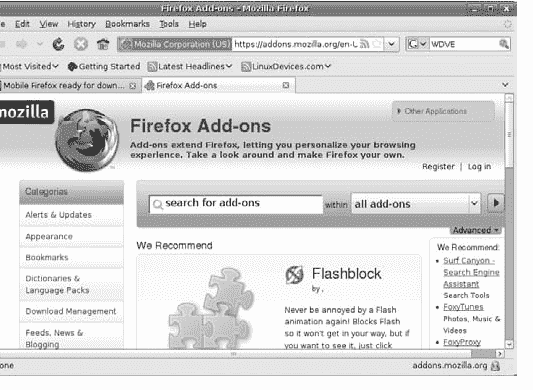 Firefox Add-ons - Mozilla Firefox
e Edit View History Bookmarks Tools Help
Mozilla Corporation (US) https://addons.mozilla.org/en-U G WDVE
Most Visited Getting Started Latest Headlines LinuxDevices.com
Mobile Firefox ready for down... Firefox Add-ons
mozilla
Other Applications
Firefox Add-ons
Add-ons extend Firefox, letting you personalize your browsing
experience. Take a look around and make Firefox your own.
Register | Log in
Categories
search for add-ons within all add-ons
Advanced
Alerts & Updates
Appearance
Bookmarks
Dictionaries &
Language Packs
Download Management
Feeds, News &
Blogging
We Recommend
Flashblock
by ,
Never be annoyed by a Flash
animation again! Blocks Flash
so it won't get in your way, but if
you want to see it, just click
We Recommend:
Surf Canyon -
Search Engine
Assistant
Search Tools
FoxyTunes
Photos, Music &
Videos
FoxyProxy
one addons.mozilla.org